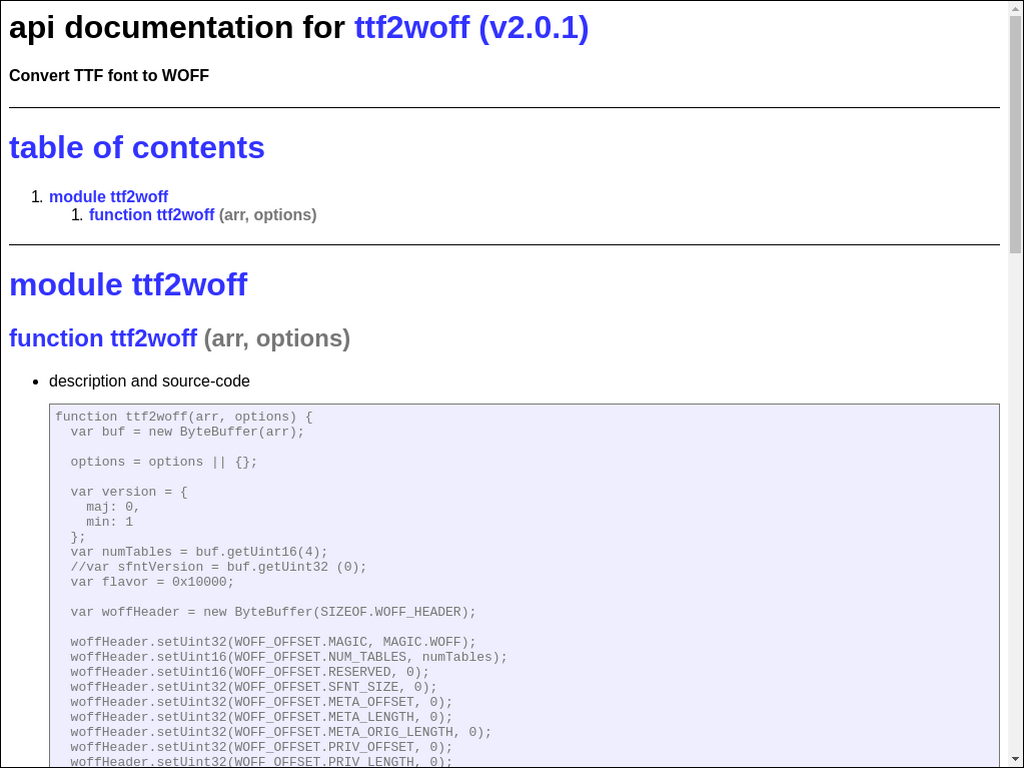 api documentation for ttf2woff (v2.0.1)
Convert TTF font to WOFF
table of contents
1. module ttf2woff
1. function ttf2woff (arr, options)
module ttf2woff
function ttf2woff (arr, options)
• description and source-code
function ttf2woff(arr, options) {
  var buf = new ByteBuffer(arr);
  options = options || {};
  var version = {
    maj: 0,
    min: 1
  };
  var numTables = buf.getUint16(4);
  //var sfntVersion = buf.getUint32 (0);
  var flavor = 0x10000;
  var woffHeader = new ByteBuffer(SIZEOF.WOFF_HEADER);
  woffHeader.setUint32(WOFF_OFFSET.MAGIC, MAGIC.WOFF);
  woffHeader.setUint16(WOFF_OFFSET.NUM_TABLES, numTables);
  woffHeader.setUint16(WOFF_OFFSET.RESERVED, 0);
  woffHeader.setUint32(WOFF_OFFSET.SFNT_SIZE, 0);
  woffHeader.setUint32(WOFF_OFFSET.META_OFFSET, 0);
  woffHeader.setUint32(WOFF_OFFSET.META_LENGTH, 0);
  woffHeader.setUint32(WOFF_OFFSET.META_ORIG_LENGTH, 0);
  woffHeader.setUint32(WOFF_OFFSET.PRIV_OFFSET, 0);
  woffHeader.setUint32(WOFF_OFFSET.PRIV_LENGTH, 0);